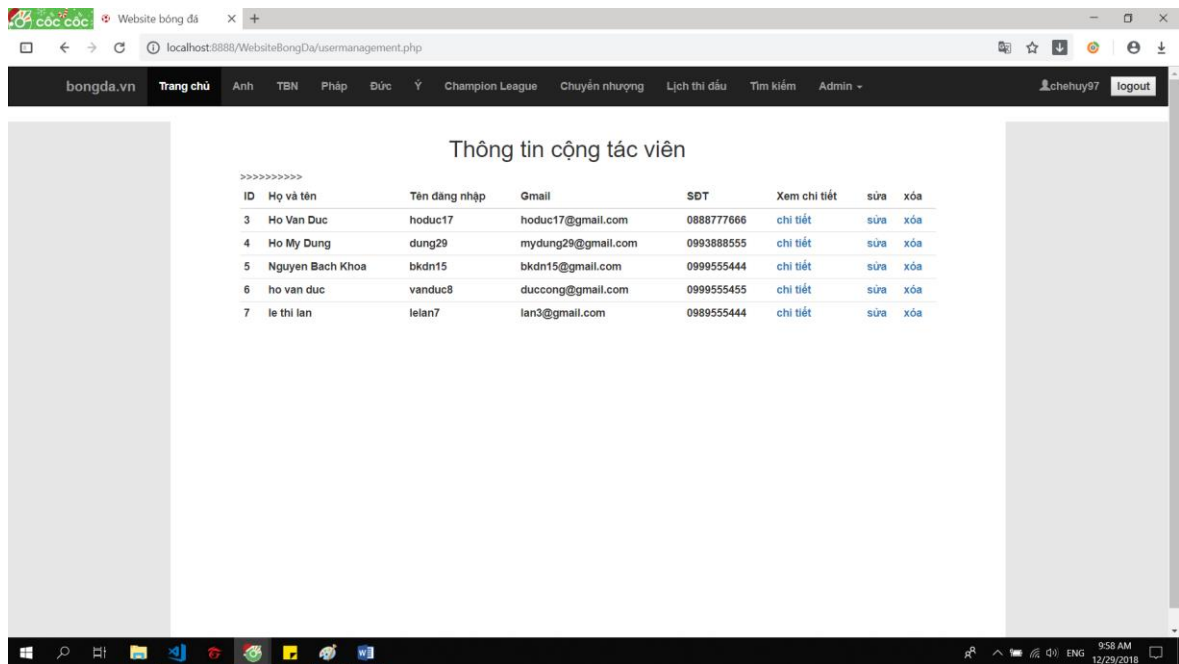 cốc cốc Website bóng đá
localhost:8888/WebsiteBongDa/usermanagement.php
bongda.vn Trang chủ Anh TBN Pháp Đức Ý Champion League Chuyển nhượng Lịch thi đấu Tìm kiếm Admin chehuy97 logout
Thông tin cộng tác viên
>>>>>>>>>>
ID Họ và tên Tên đăng nhập Gmail SĐT Xem chi tiết sửa xóa
3 Ho Van Duc hoduc17 hoduc17@gmail.com 0888777666 chi tiết sửa xóa
4 Ho My Dung dung29 mydung29@gmail.com 0993888555 chi tiết sửa xóa
5 Nguyen Bach Khoa bkdn15 bkdn15@gmail.com 0999555444 chi tiết sửa xóa
6 ho van duc vanduc8 duccong@gmail.com 0999555455 chi tiết sửa xóa
7 le thi lan lelan7 lan3@gmail.com 0989555444 chi tiết sửa xóa
ENG 9:58 AM
12/29/2018